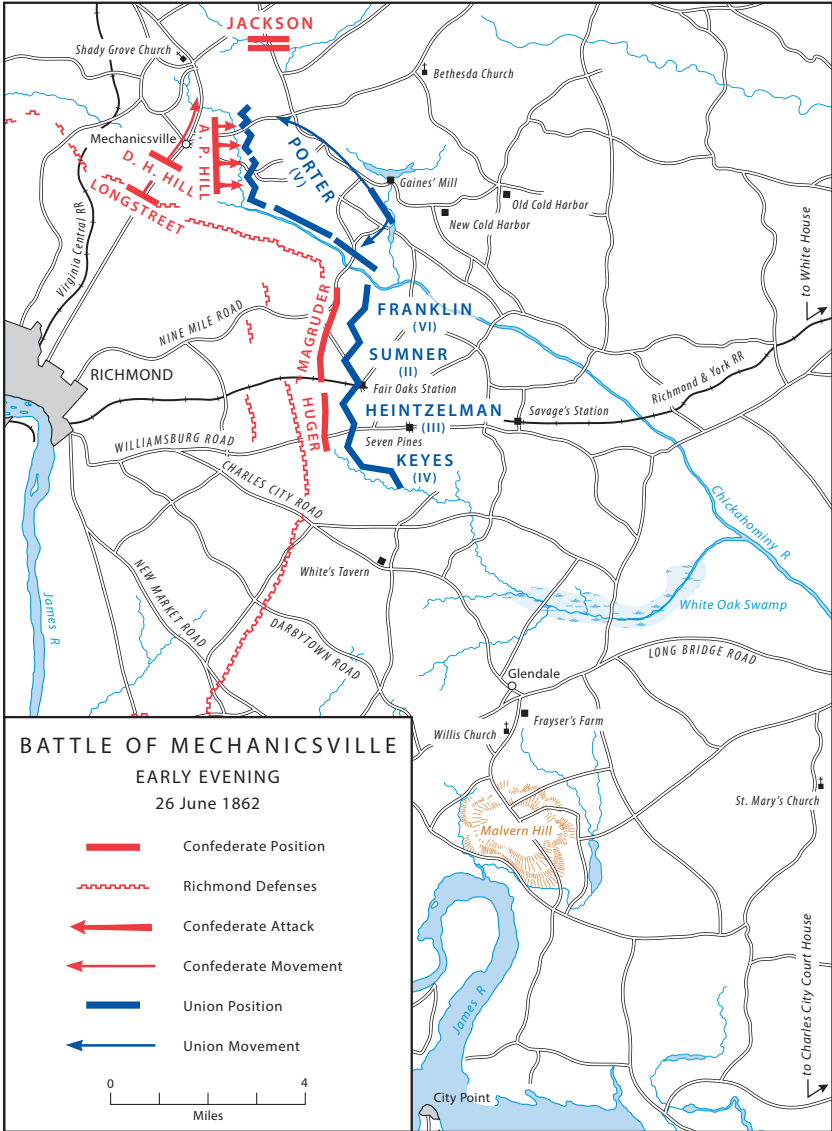 JACKSON
Shady Grove Church
Bethesda Church
Mechanicsville
A. P. HILL
D. H. HILL
LONGSTREET
PORTER
(V)
Gaines' Mill
Old Cold Harbor
New Cold Harbor
Virginia Central RR
to White House
NINE MILE ROAD
MAGRUDER
FRANKLIN
(VI)
SUMNER
(II)
RICHMOND
Fair Oaks Station
Richmond & York RR
HUGER
HEINTZELMAN
(III)
Savage's Station
WILLIAMSBURG ROAD
Seven Pines
KEYES
(IV)
CHARLES CITY ROAD
Chickahominy R
White's Tavern
NEW MARKET ROAD
James R
DARBYTOWN ROAD
White Oak Swamp
LONG BRIDGE ROAD
Glendale
Frayser's Farm
Willis Church
St. Mary's Church
Malvern Hill
James R
to Charles City Court House
City Point
BATTLE OF MECHANICSVILLE
EARLY EVENING
26 June 1862
Confederate Position
Richmond Defenses
Confederate Attack
Confederate Movement
Union Position
Union Movement
0 4
Miles